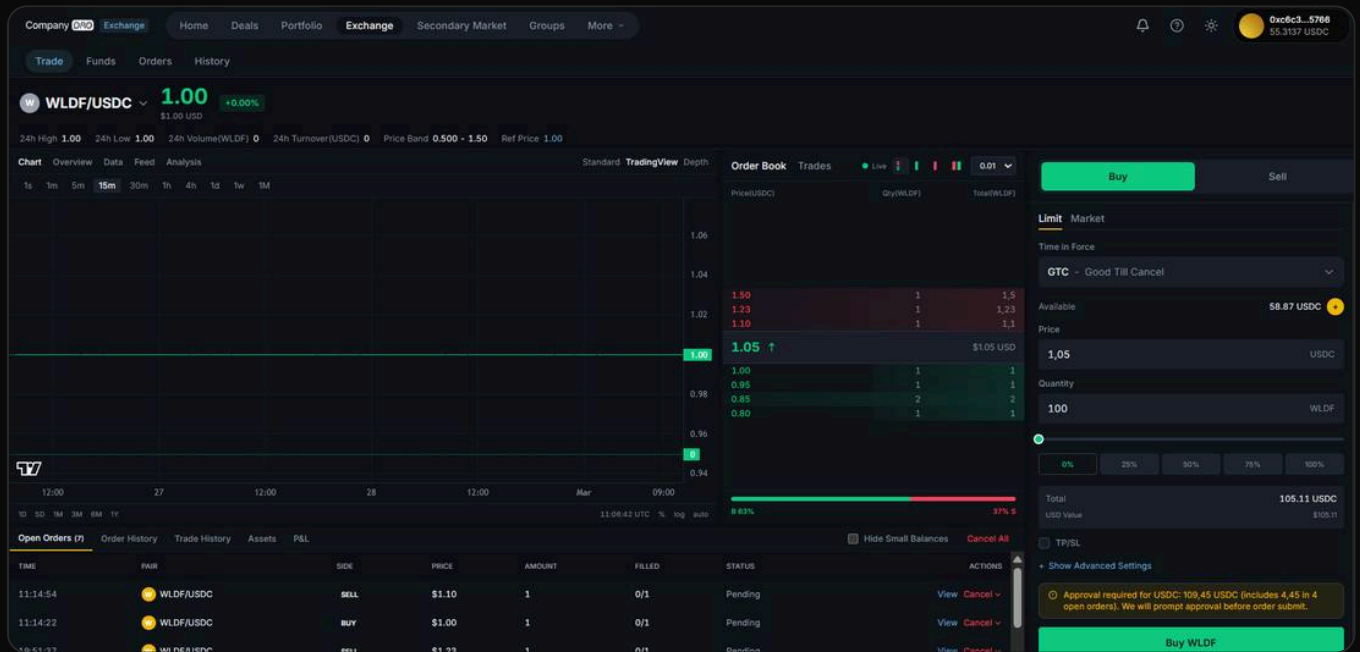 Company DAO Exchange Home Deals Portfolio Exchange Secondary Market Groups More
0xc6c3...5766
55.3137 USDC
Trade Funds Orders History
W WLDF/USDC 1.00 +0.00%
$1.00 USD
24h High 1.00 24h Low 1.00 24h Volume(WLDF) 0 24h Turnover(USDC) 0 Price Band 0.500 - 1.50 Ref Price 1.00
Chart Overview Data Feed Analysis Standard TradingView Depth
1s 1m 5m 15m 30m 1h 4h 1d 1w 1M
1.06
1.04
1.02
1.00
0.98
0.96
0
0.94
12:00 27 12:00 28 12:00 Mar 09:00
1D 5D 1M 3M 6M 1Y 11:06:42 UTC % log auto
Order Book Trades Live 0.01
Price(USDC) Qty(WLDF) Total(WLDF)
1.50 1 1,5
1.23 1 1,23
1.10 1 1,1
1.05 ↑ $1.05 USD
1.00 1 1
0.95 1 1
0.85 2 2
0.80 1 1
B 63% 37% S
Buy Sell
Limit Market
Time in Force
GTC - Good Till Cancel
Available 58.87 USDC +
Price
1,05 USDC
Quantity
100 WLDF
0% 25% 50% 75% 100%
Total 105.11 USDC
USD Value $105.11
TP/SL
+ Show Advanced Settings
Approval required for USDC: 109,45 USDC (includes 4,45 in 4
open orders). We will prompt approval before order submit.
Buy WLDF
Open Orders (7) Order History Trade History Assets P&L Hide Small Balances Cancel All
TIME PAIR SIDE PRICE AMOUNT FILLED STATUS ACTIONS
11:14:54 W WLDF/USDC SELL $1.10 1 0/1 Pending View Cancel
11:14:22 W WLDF/USDC BUY $1.00 1 0/1 Pending View Cancel
WLDF/USDC SELL $1.23 1 0/1 Pending View Cancel